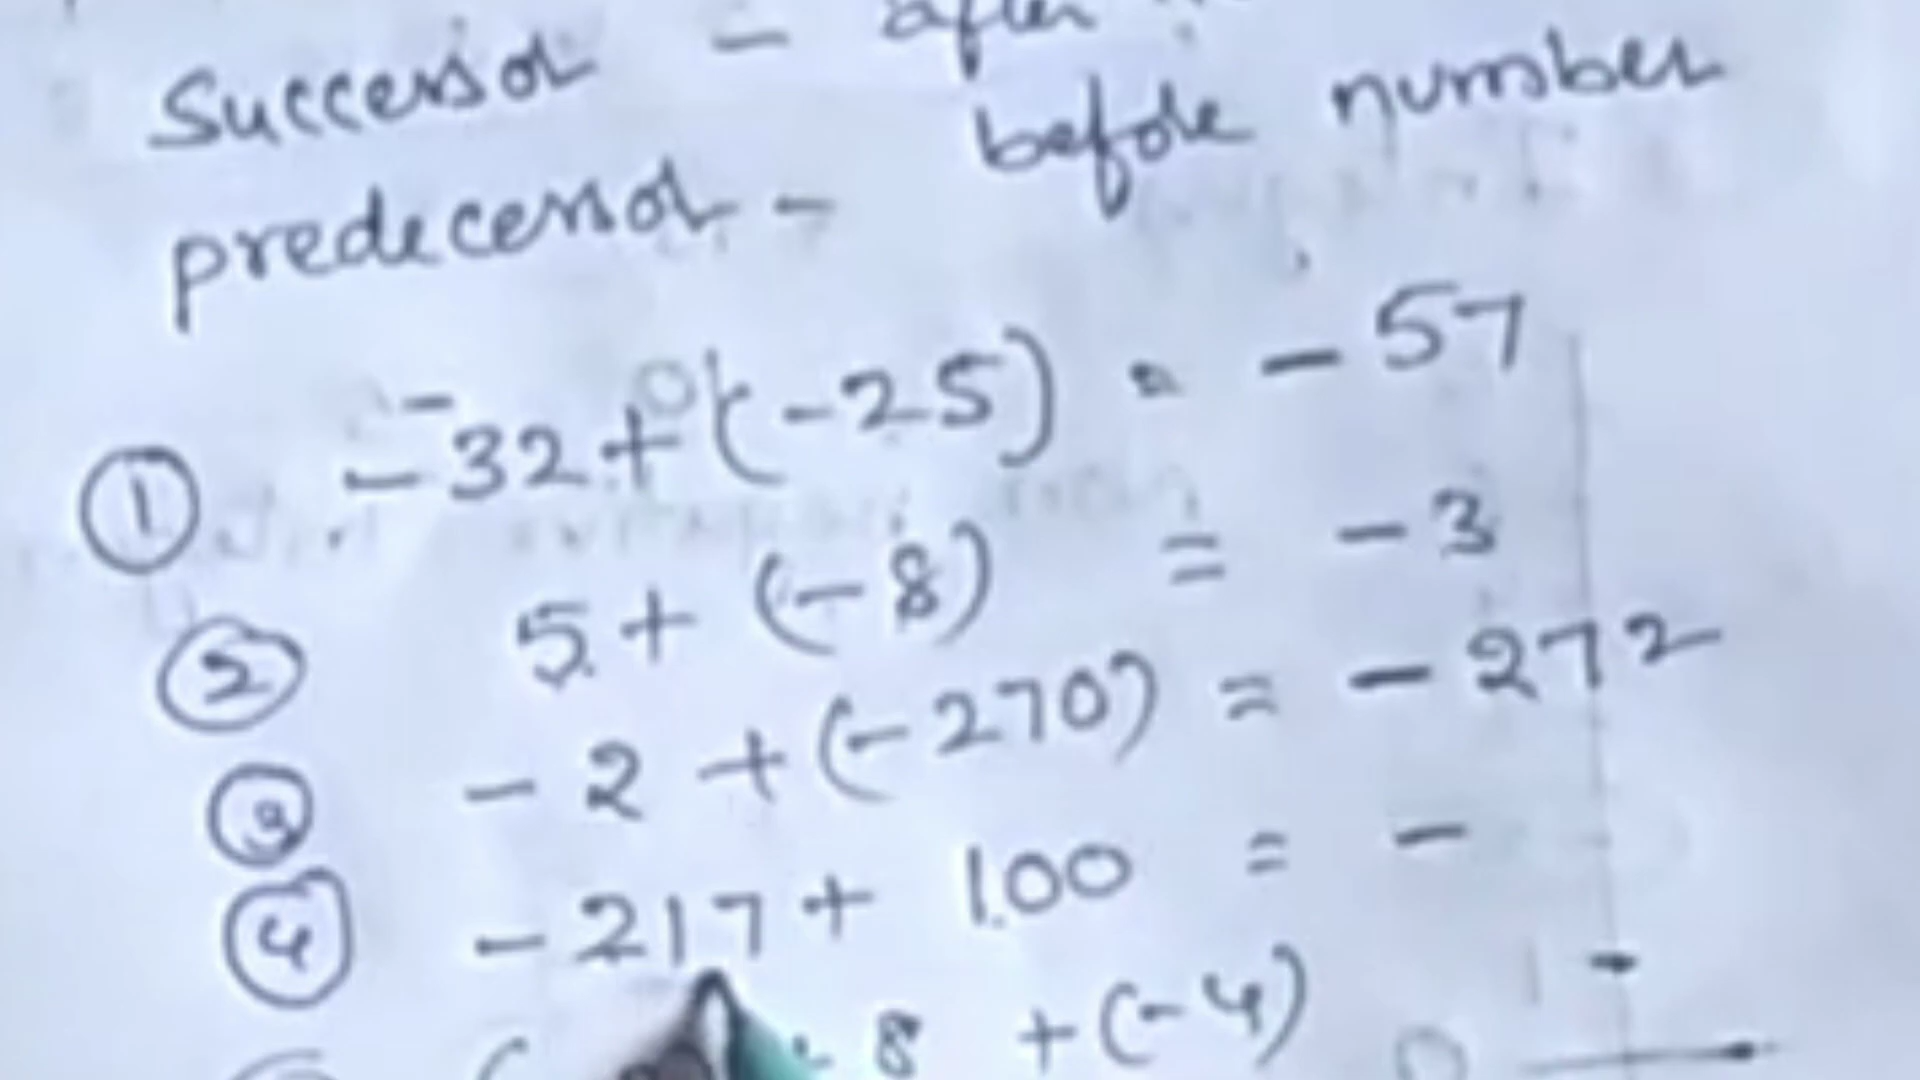 Successor - after
predecessor - before number
① -32+(-25) = -57
② 5+(-8) = -3
③ -2+(-270) = -272
④ -217+100 = -
8+(-4)